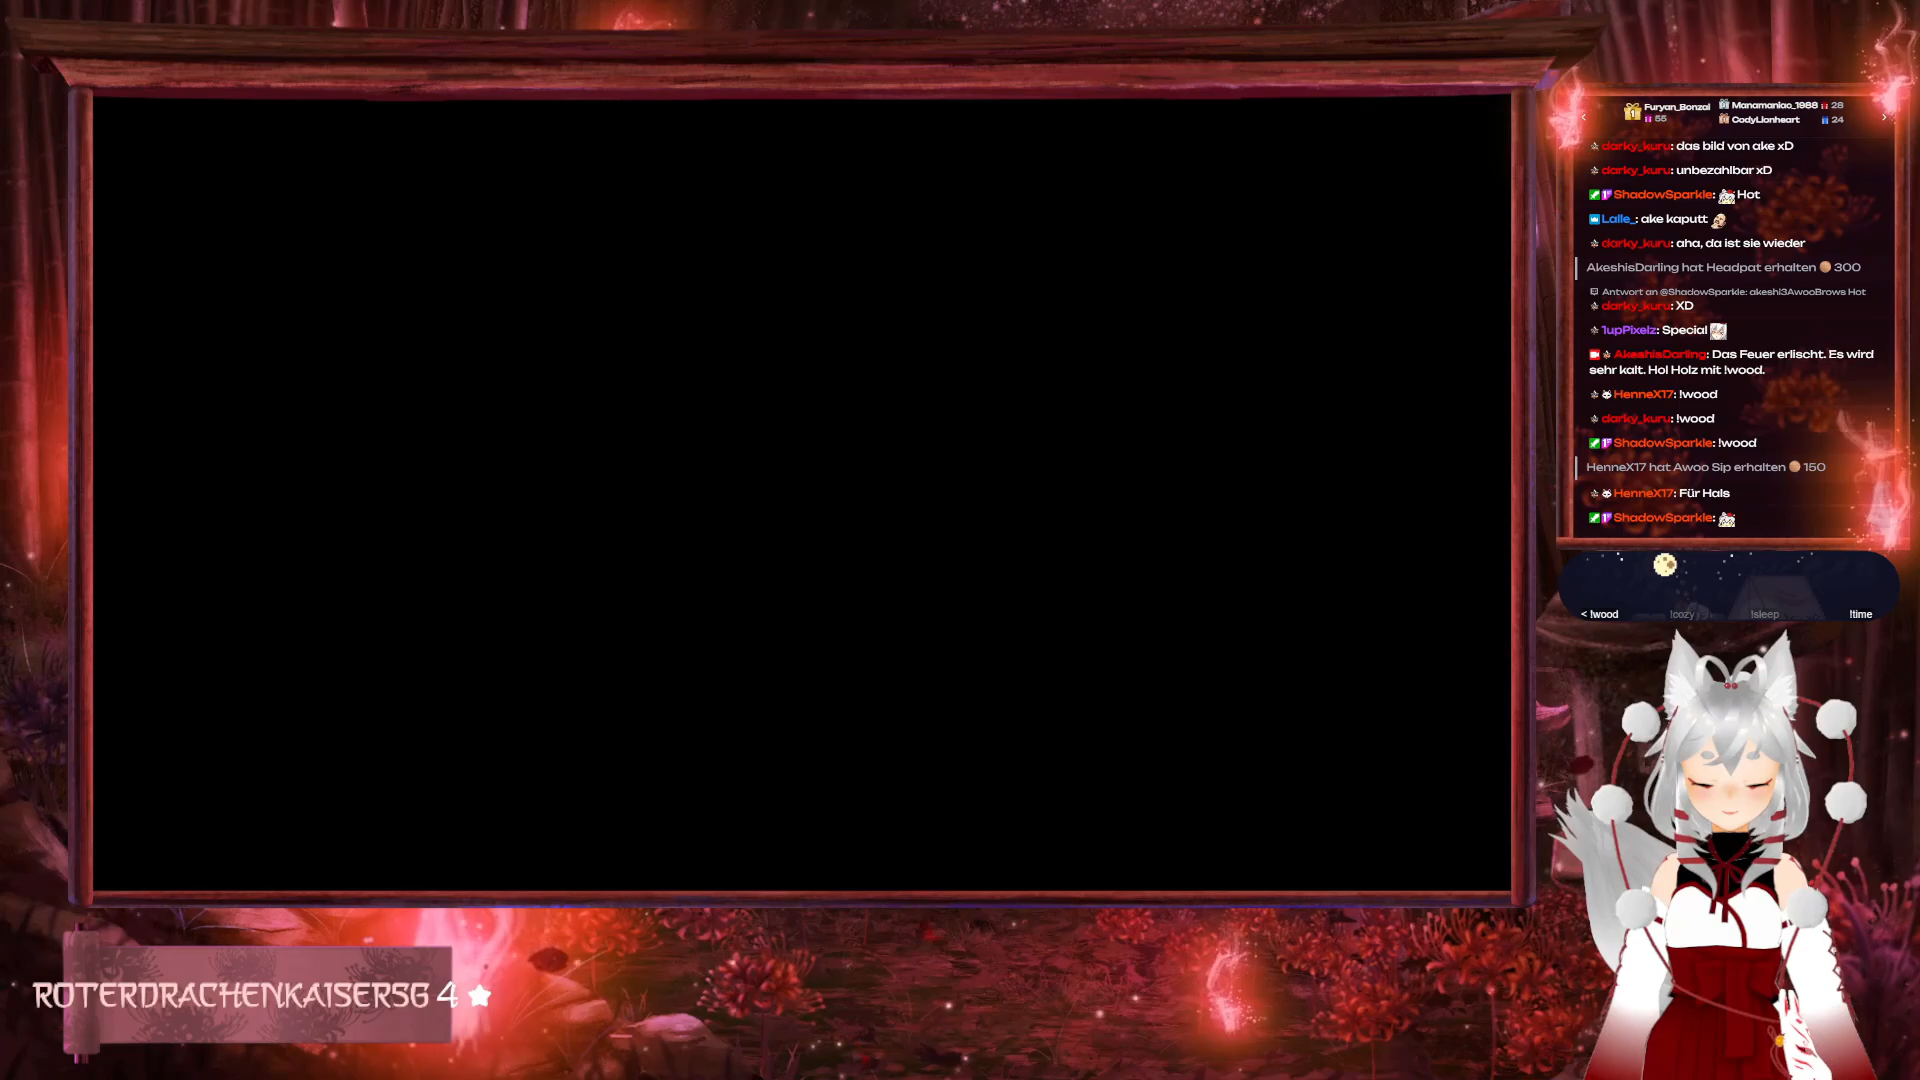 Furyan_Bonzai
55
Manamaniac_1988 28
CodyLionheart 24
darky_kuru: das bild von ake xD
darky_kuru: unbezahlbar xD
ShadowSparkle: Hot
Lalle_: ake kaputt
darky_kuru: aha, da ist sie wieder
AkeshisDarling hat Headpat erhalten 300
Antwort an @ShadowSparkle: akeshi3AwooBrows Hot
darky_kuru: XD
1upPixelz: Special
AkeshisDarling: Das Feuer erlischt. Es wird
sehr kalt. Hol Holz mit !wood.
HenneX17: !wood
darky_kuru: !wood
ShadowSparkle: !wood
HenneX17 hat Awoo Sip erhalten 150
HenneX17: Für Hals
ShadowSparkle:
< !wood !cozy !sleep !time
ROTERDRACHENKAISERSG 4